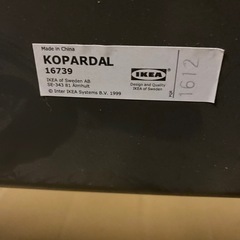 Made in China
KOPARDAL
16739
IKEA of Sweden AB
SE-343 81 Älmhult
© Inter IKEA Systems B.V. 1999
IKEA
Design and Quality
IKEA of Sweden
1612